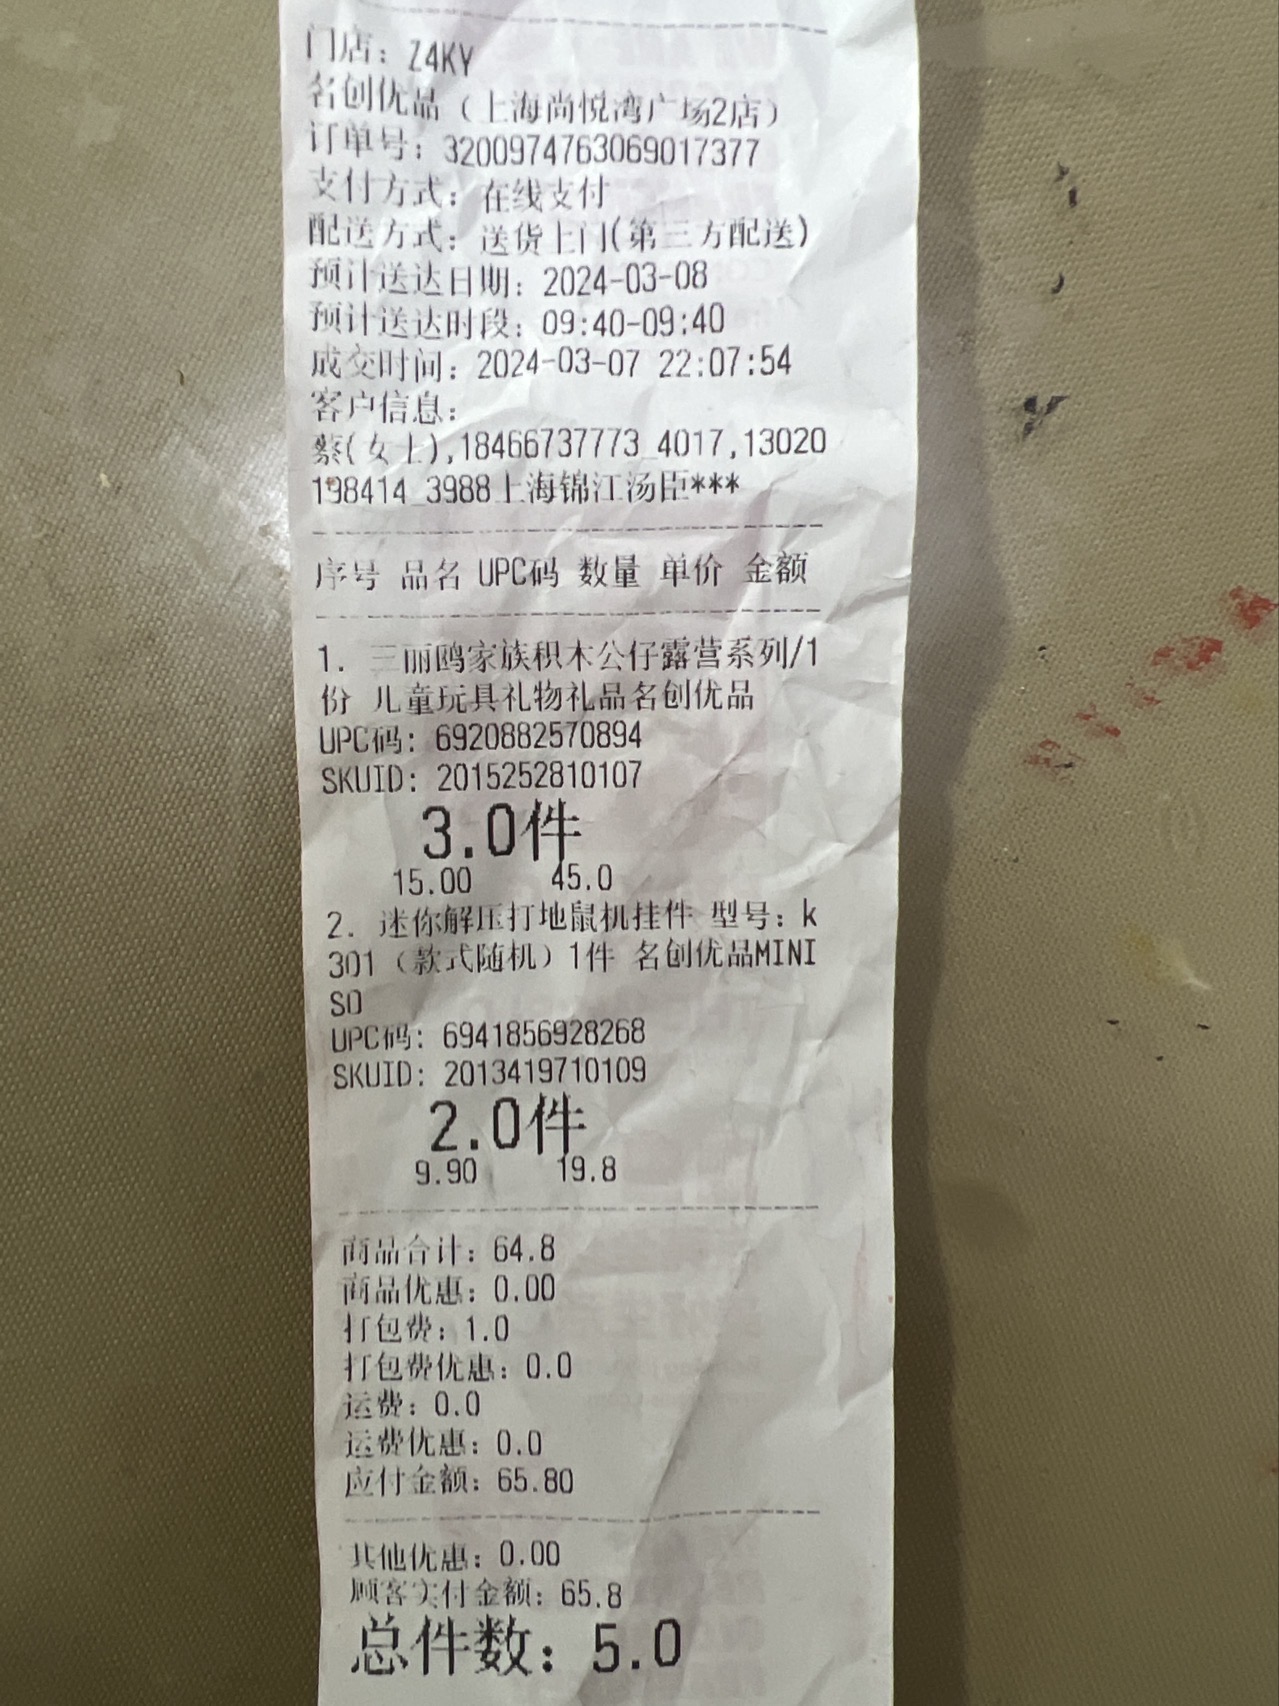 门店：Z4KY
名创优品（上海尚悦湾广场2店）
订单号：3200974763069017377
支付方式：在线支付
配送方式：送货上门(第三方配送)
预计送达日期：2024-03-08
预计送达时段：09:40-09:40
成交时间：2024-03-07 22:07:54
客户信息：
蔡(女士),18466737773_4017,13020
198414_3988上海锦江汤臣***
序号 品名 UPC码 数量 单价 金额
1. 三丽鸥家族积木公仔露营系列/1
份 儿童玩具礼物礼品名创优品
UPC码：6920882570894
SKUID：2015252810107
3.0件
15.00 45.0
2. 迷你解压打地鼠机挂件 型号：k
301（款式随机）1件 名创优品MINI
SO
UPC码：6941856928268
SKUID：2013419710109
2.0件
9.90 19.8
商品合计：64.8
商品优惠：0.00
打包费：1.0
打包费优惠：0.0
运费：0.0
运费优惠：0.0
应付金额：65.80
其他优惠：0.00
顾客实付金额：65.8
总件数：5.0